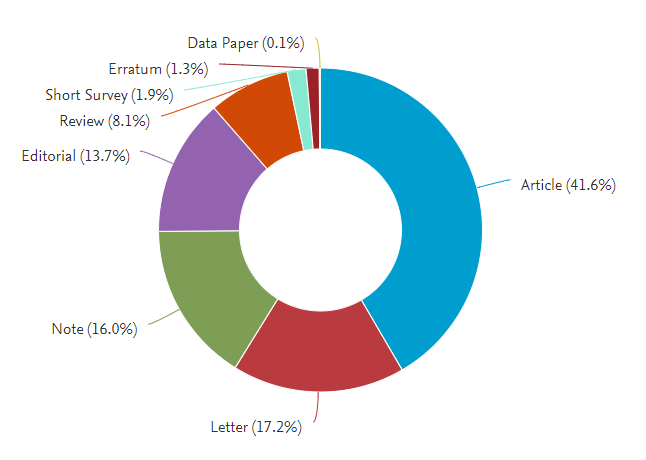 Data Paper (0.1%)
Erratum (1.3%)
Short Survey (1.9%)
Review (8.1%)
Editorial (13.7%)
Article (41.6%)
Note (16.0%)
Letter (17.2%)